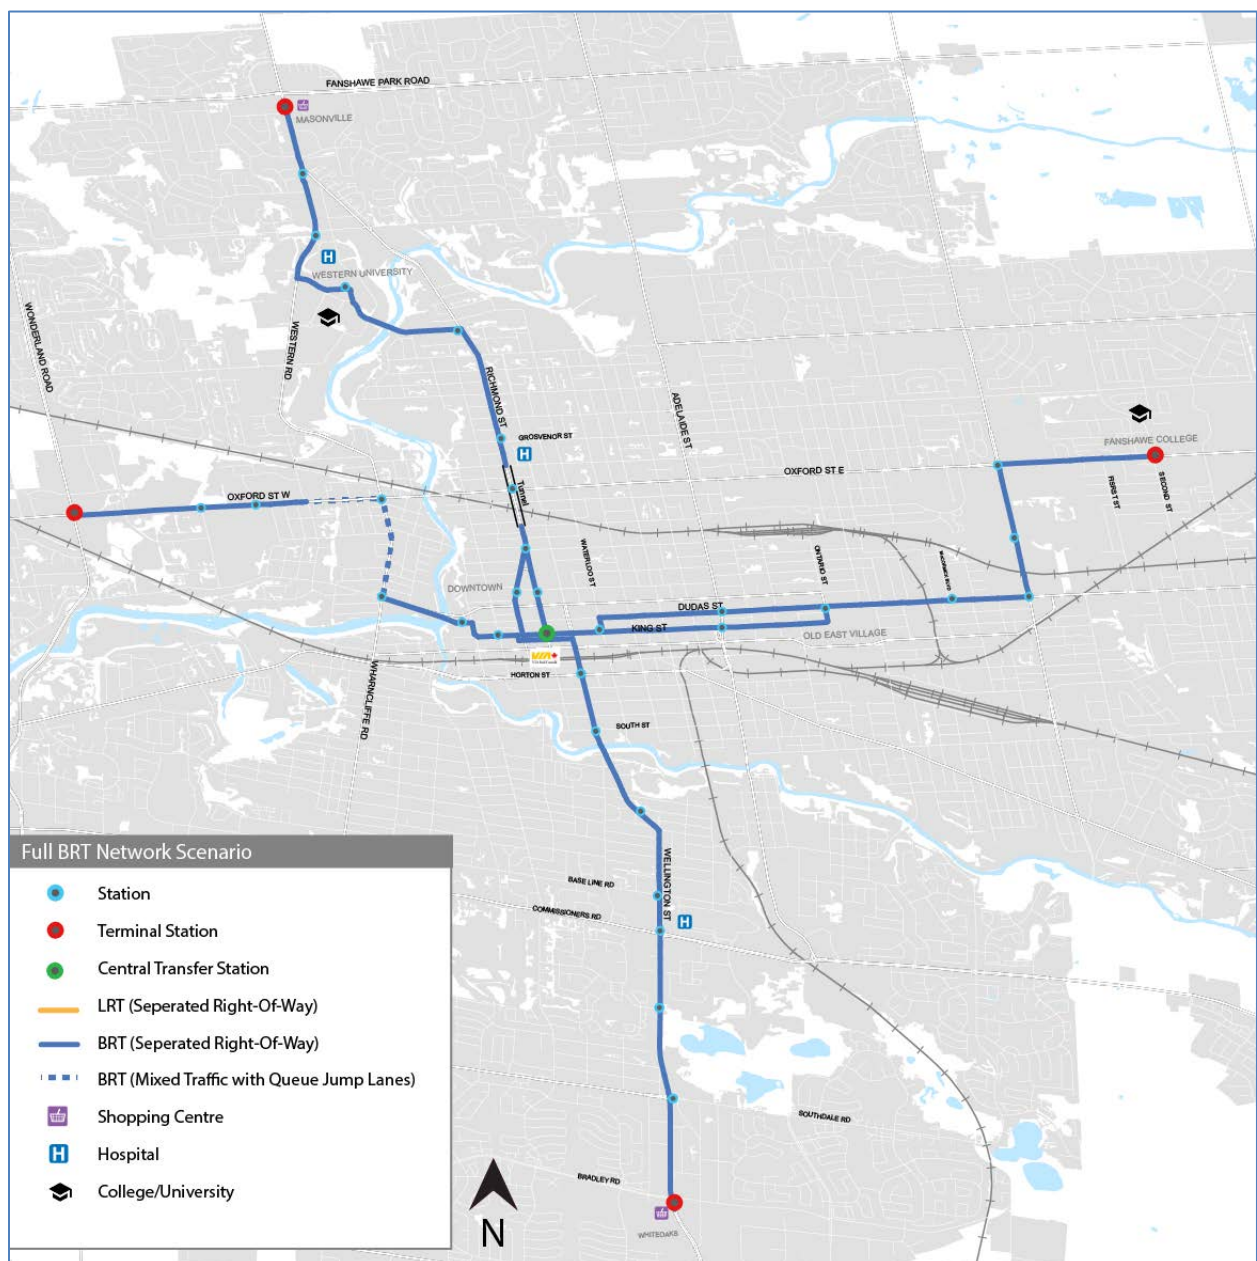 FANSHAWE PARK ROAD
MASONVILLE
H
WESTERN UNIVERSITY
WONDERLAND ROAD
WESTERN RD
RICHMOND ST
ADELAIDE ST
GROSVENOR ST
H
FANSHAWE COLLEGE
OXFORD ST E
Tunnel
OXFORD ST W
SECOND ST
WATERLOO ST
ONTARIO ST
DOWNTOWN
DUDAS ST
KING ST
OLD EAST VILLAGE
VIA
HORTON ST
WHARNCLIFFE RD
SOUTH ST
Full BRT Network Scenario
Station
Terminal Station
Central Transfer Station
LRT (Seperated Right-Of-Way)
BRT (Seperated Right-Of-Way)
BRT (Mixed Traffic with Queue Jump Lanes)
Shopping Centre
H Hospital
College/University
WELLINGTON ST
BASE LINE RD
COMMISSIONERS RD
H
SOUTHDALE RD
BRADLEY RD
WHITEOAKS
N